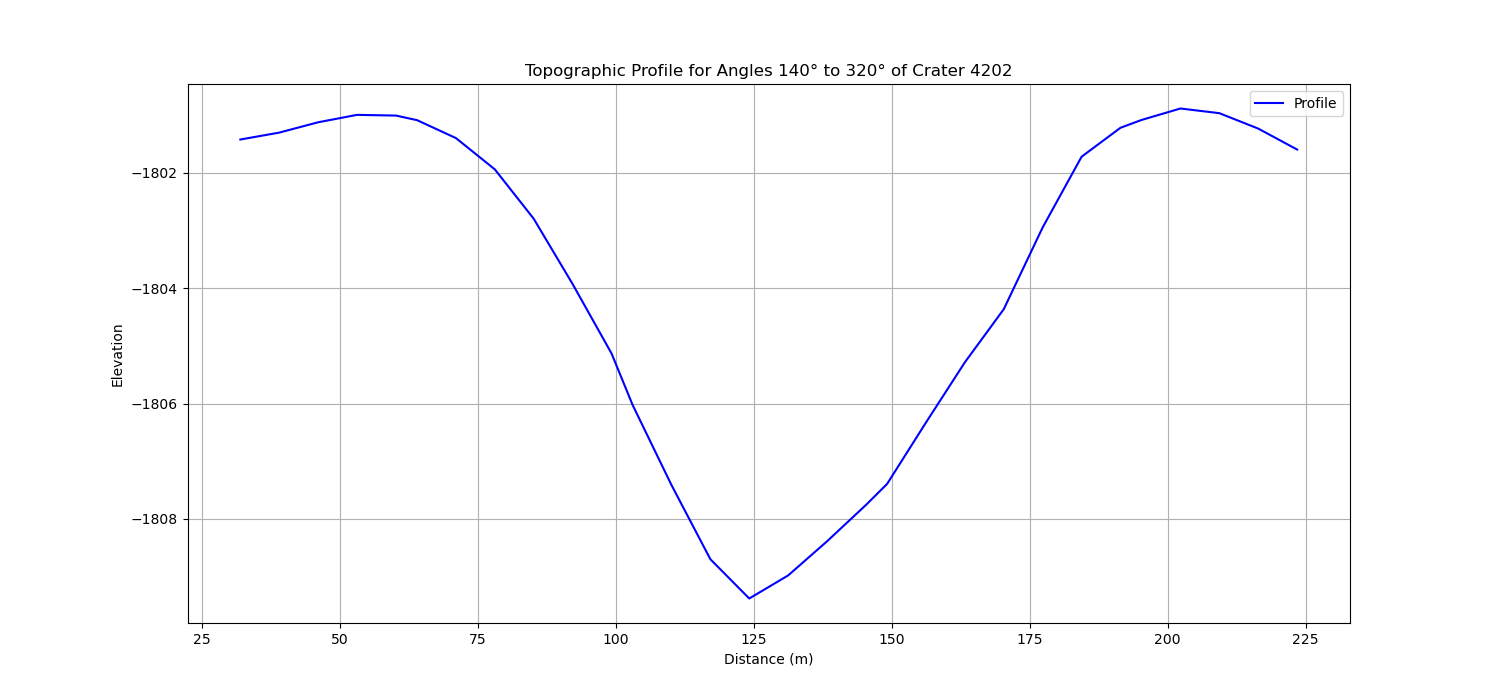 Topographic Profile for Angles 140° to 320° of Crater 4202
Profile
−1802
−1804
−1806
−1808
Elevation
25 50 75 100 125 150 175 200 225
Distance (m)